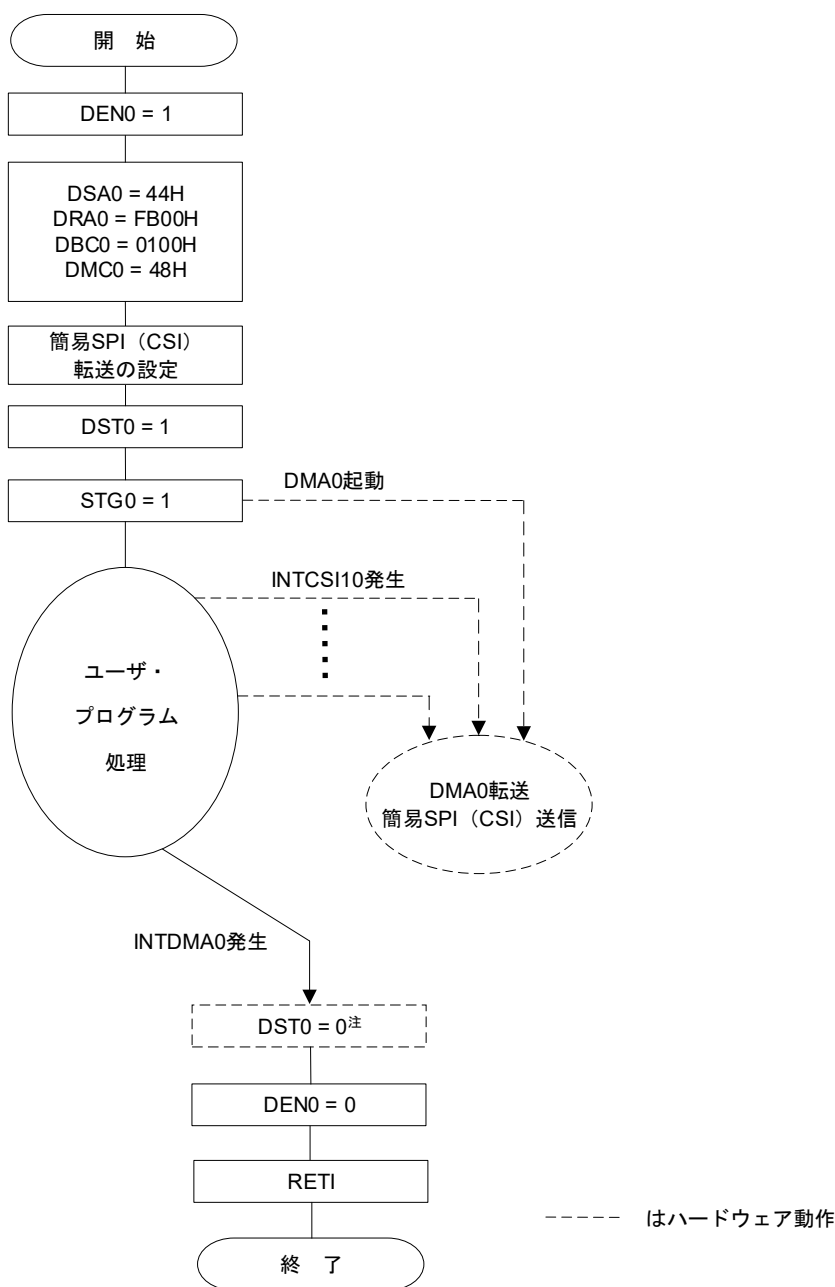 開 始
DEN0 = 1
DSA0 = 44H
DRA0 = FB00H
DBC0 = 0100H
DMC0 = 48H
簡易SPI（CSI）
転送の設定
DST0 = 1
STG0 = 1
DMA0起動
INTCSI10発生
ユーザ・
プログラム
処理
DMA0転送
簡易SPI（CSI）送信
INTDMA0発生
DST0 = 0注
DEN0 = 0
RETI
終 了
はハードウェア動作